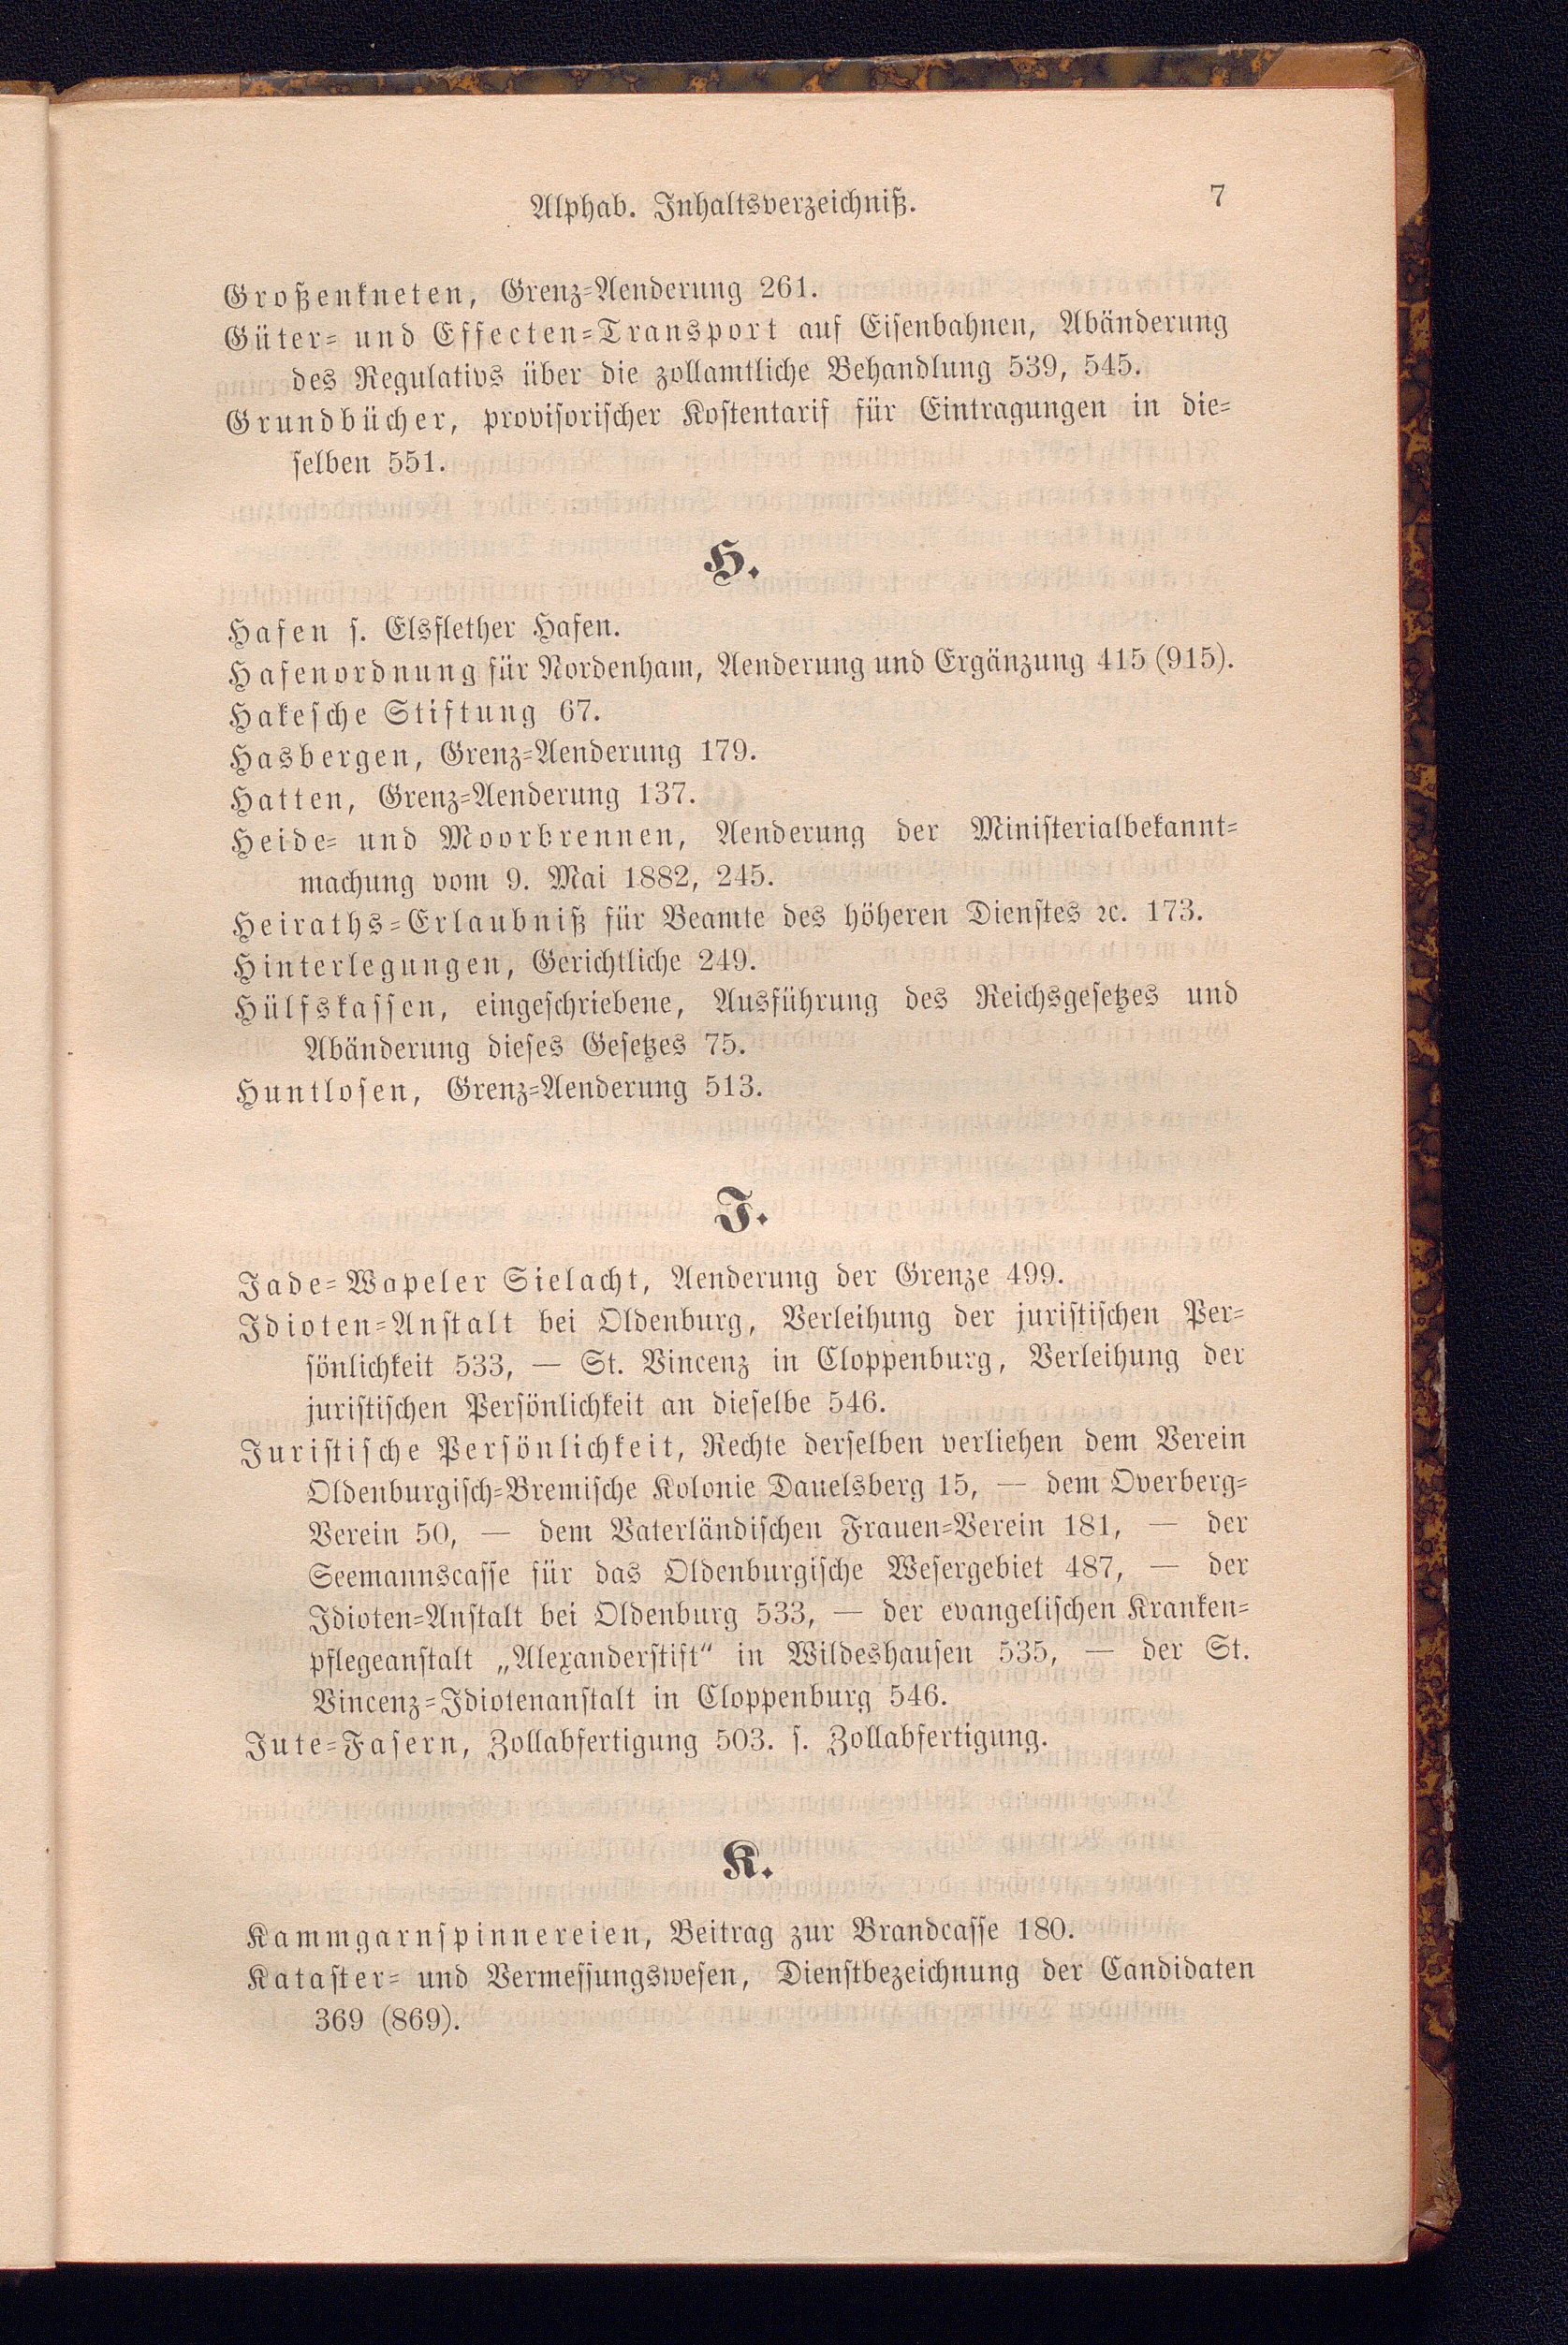 Alphab. Inhaltsverzeichniß. 7
Großenkneten, Grenz-Aenderung 261.
Güter- und Effecten-Transport auf Eisenbahnen, Abänderung
des Regulativs über die zollamtliche Behandlung 539, 545.
Grundbücher, provisorischer Kostentarif für Eintragungen in die-
selben 551.
H.
Hafen s. Elsflether Hafen.
Hafenordnung für Nordenham, Aenderung und Ergänzung 415 (915).
Hakesche Stiftung 67.
Hasbergen, Grenz-Aenderung 179.
Hatten, Grenz-Aenderung 137.
Heide- und Moorbrennen, Aenderung der Ministerialbekannt-
machung vom 9. Mai 1882, 245.
Heiraths-Erlaubniß für Beamte des höheren Dienstes ꝛc. 173.
Hinterlegungen, Gerichtliche 249.
Hülfskassen, eingeschriebene, Ausführung des Reichsgesetzes und
Abänderung dieses Gesetzes 75.
Huntlosen, Grenz-Aenderung 513.
J.
Jade-Wapeler Sielacht, Aenderung der Grenze 499.
Idioten-Anstalt bei Oldenburg, Verleihung der juristischen Per-
sönlichkeit 533, — St. Vincenz in Cloppenburg, Verleihung der
juristischen Persönlichkeit an dieselbe 546.
Juristische Persönlichkeit, Rechte derselben verliehen dem Verein
Oldenburgisch-Bremische Kolonie Dauelsberg 15, — dem Overberg-
Verein 50, — dem Vaterländischen Frauen-Verein 181, — der
Seemannscasse für das Oldenburgische Wesergebiet 487, — der
Idioten-Anstalt bei Oldenburg 533, — der evangelischen Kranken-
pflegeanstalt „Alexanderstift“ in Wildeshausen 535, — der St.
Vincenz-Idiotenanstalt in Cloppenburg 546.
Jute-Fasern, Zollabfertigung 503. s. Zollabfertigung.
K.
Kammgarnspinnereien, Beitrag zur Brandcasse 180.
Kataster- und Vermessungswesen, Dienstbezeichnung der Candidaten
369 (869).